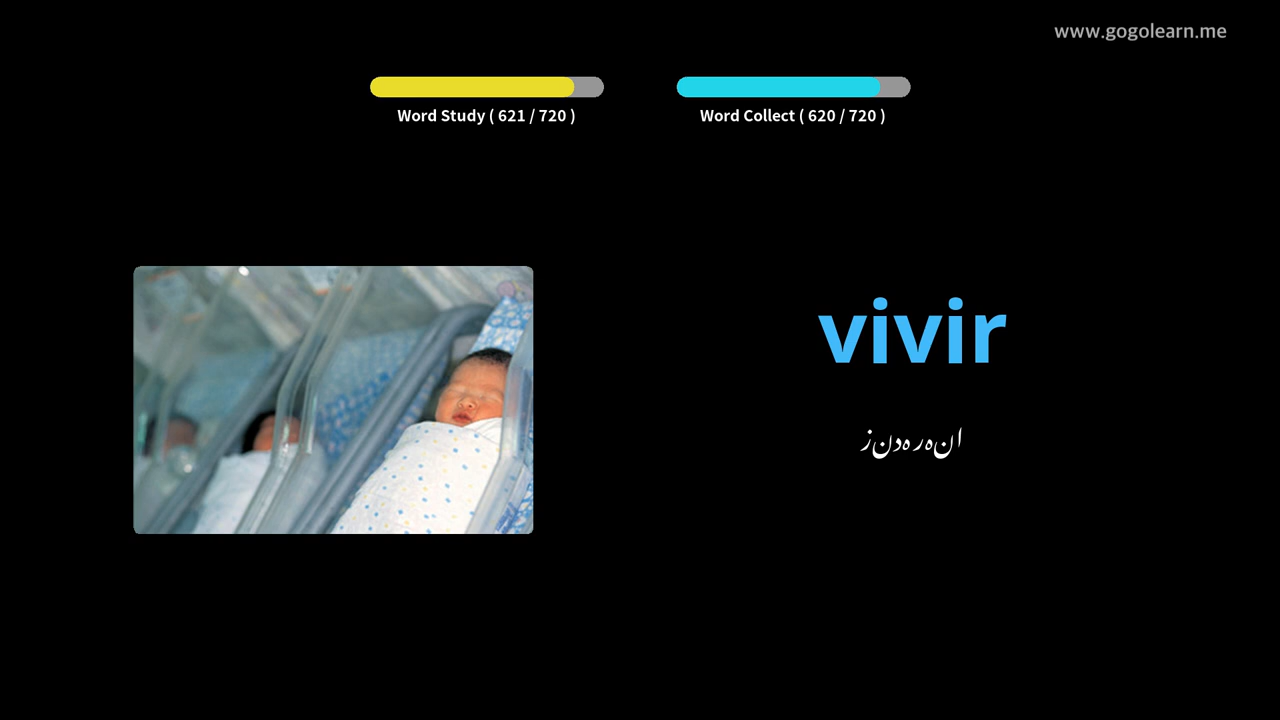 www.gogolearn.me
Word Study ( 621 / 720 )
Word Collect ( 620 / 720 )
vivir
زندہ رہنا